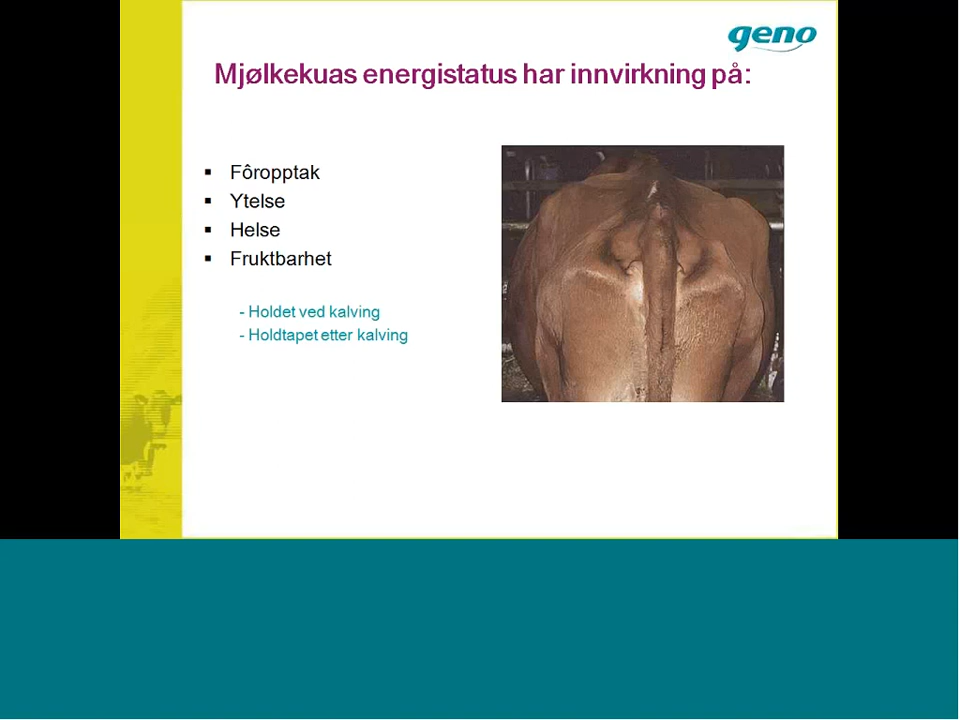 geno
Mjølkekuas energistatus har innvirkning på:
▪ Fôropptak
▪ Ytelse
▪ Helse
▪ Fruktbarhet
- Holdet ved kalving
- Holdtapet etter kalving